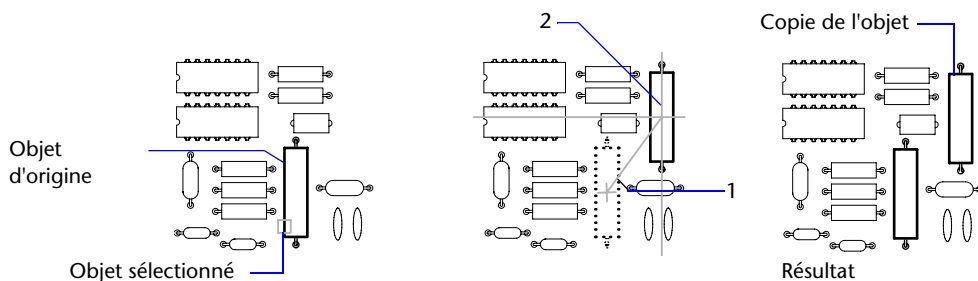 2
Copie de l'objet
Objet
d'origine
1
Objet sélectionné
Résultat